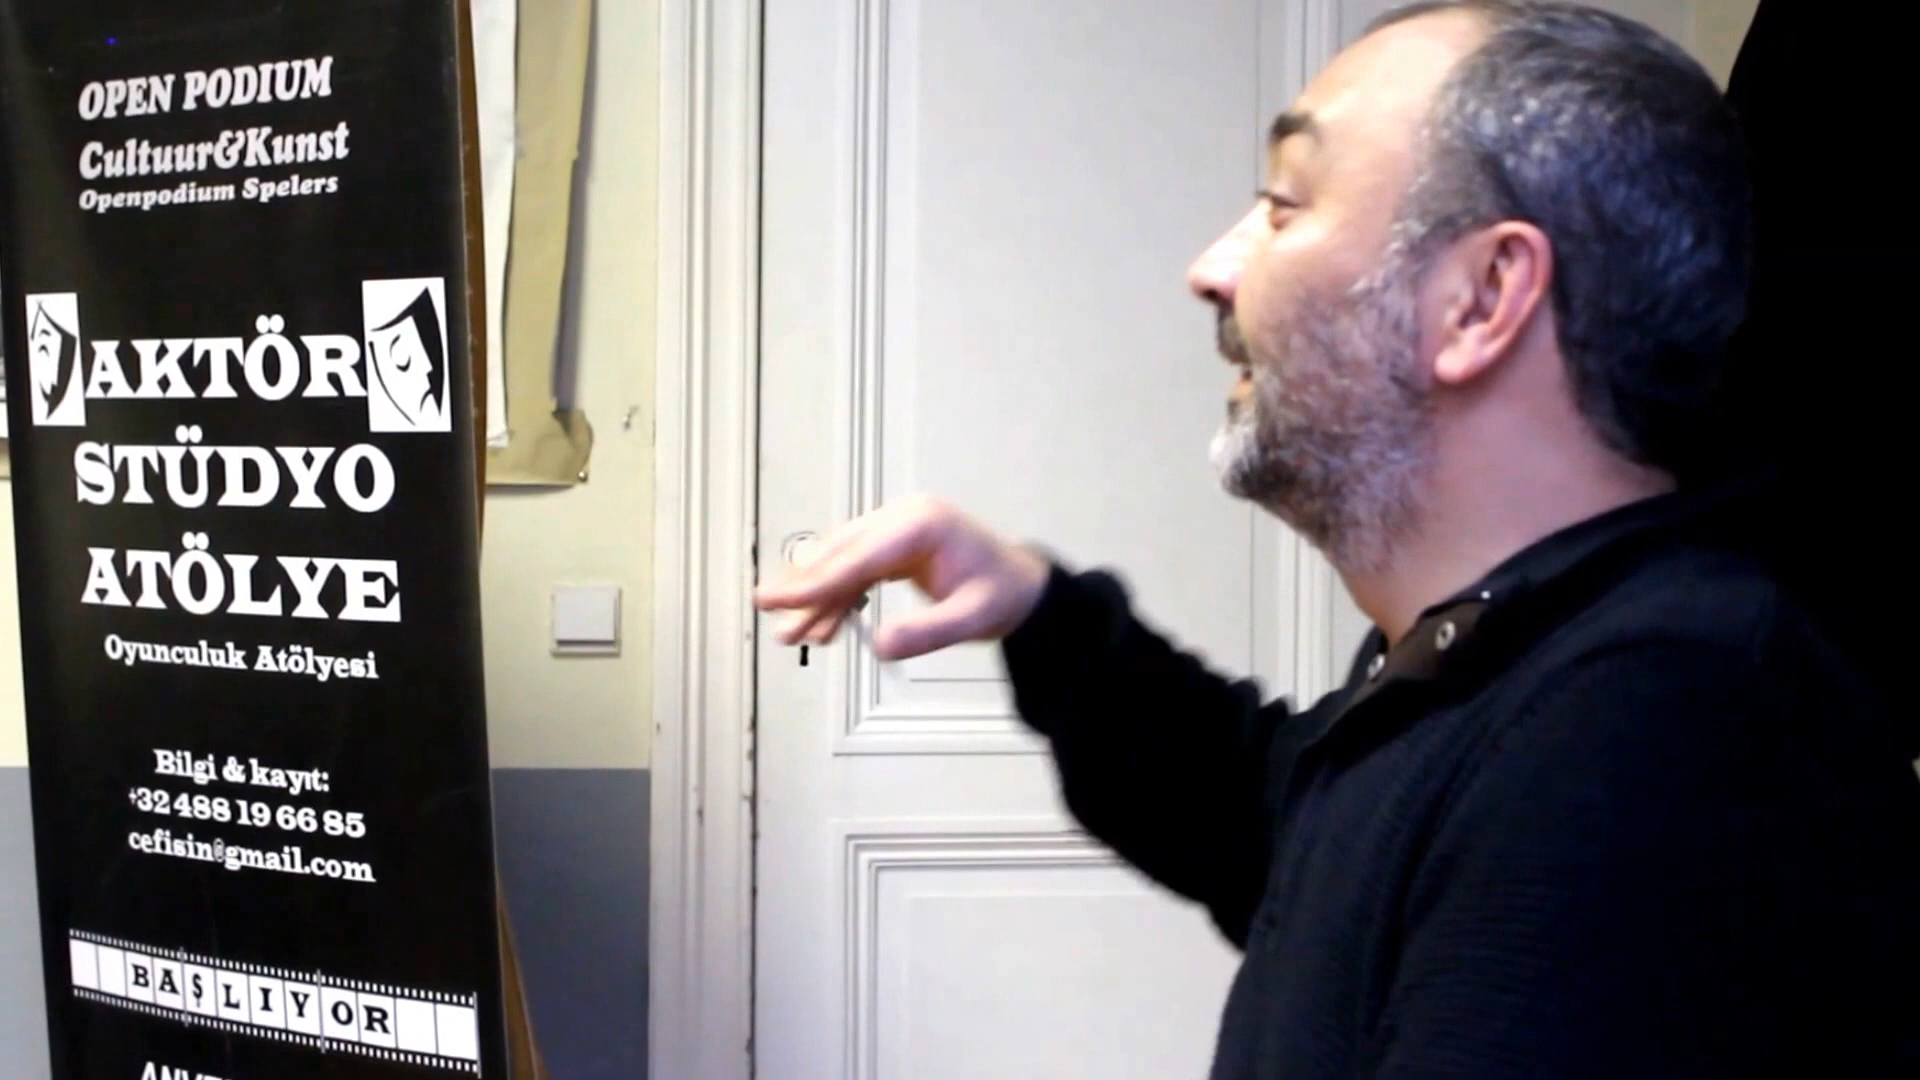 OPEN PODIUM
Cultuur&Kunst
Openpodium Spelers
AKTÖR
STÜDYO
ATÖLYE
Oyunculuk Atölyesi
Bilgi & kayıt:
+32 488 19 66 85
cefisin@gmail.com
BAŞLIYOR